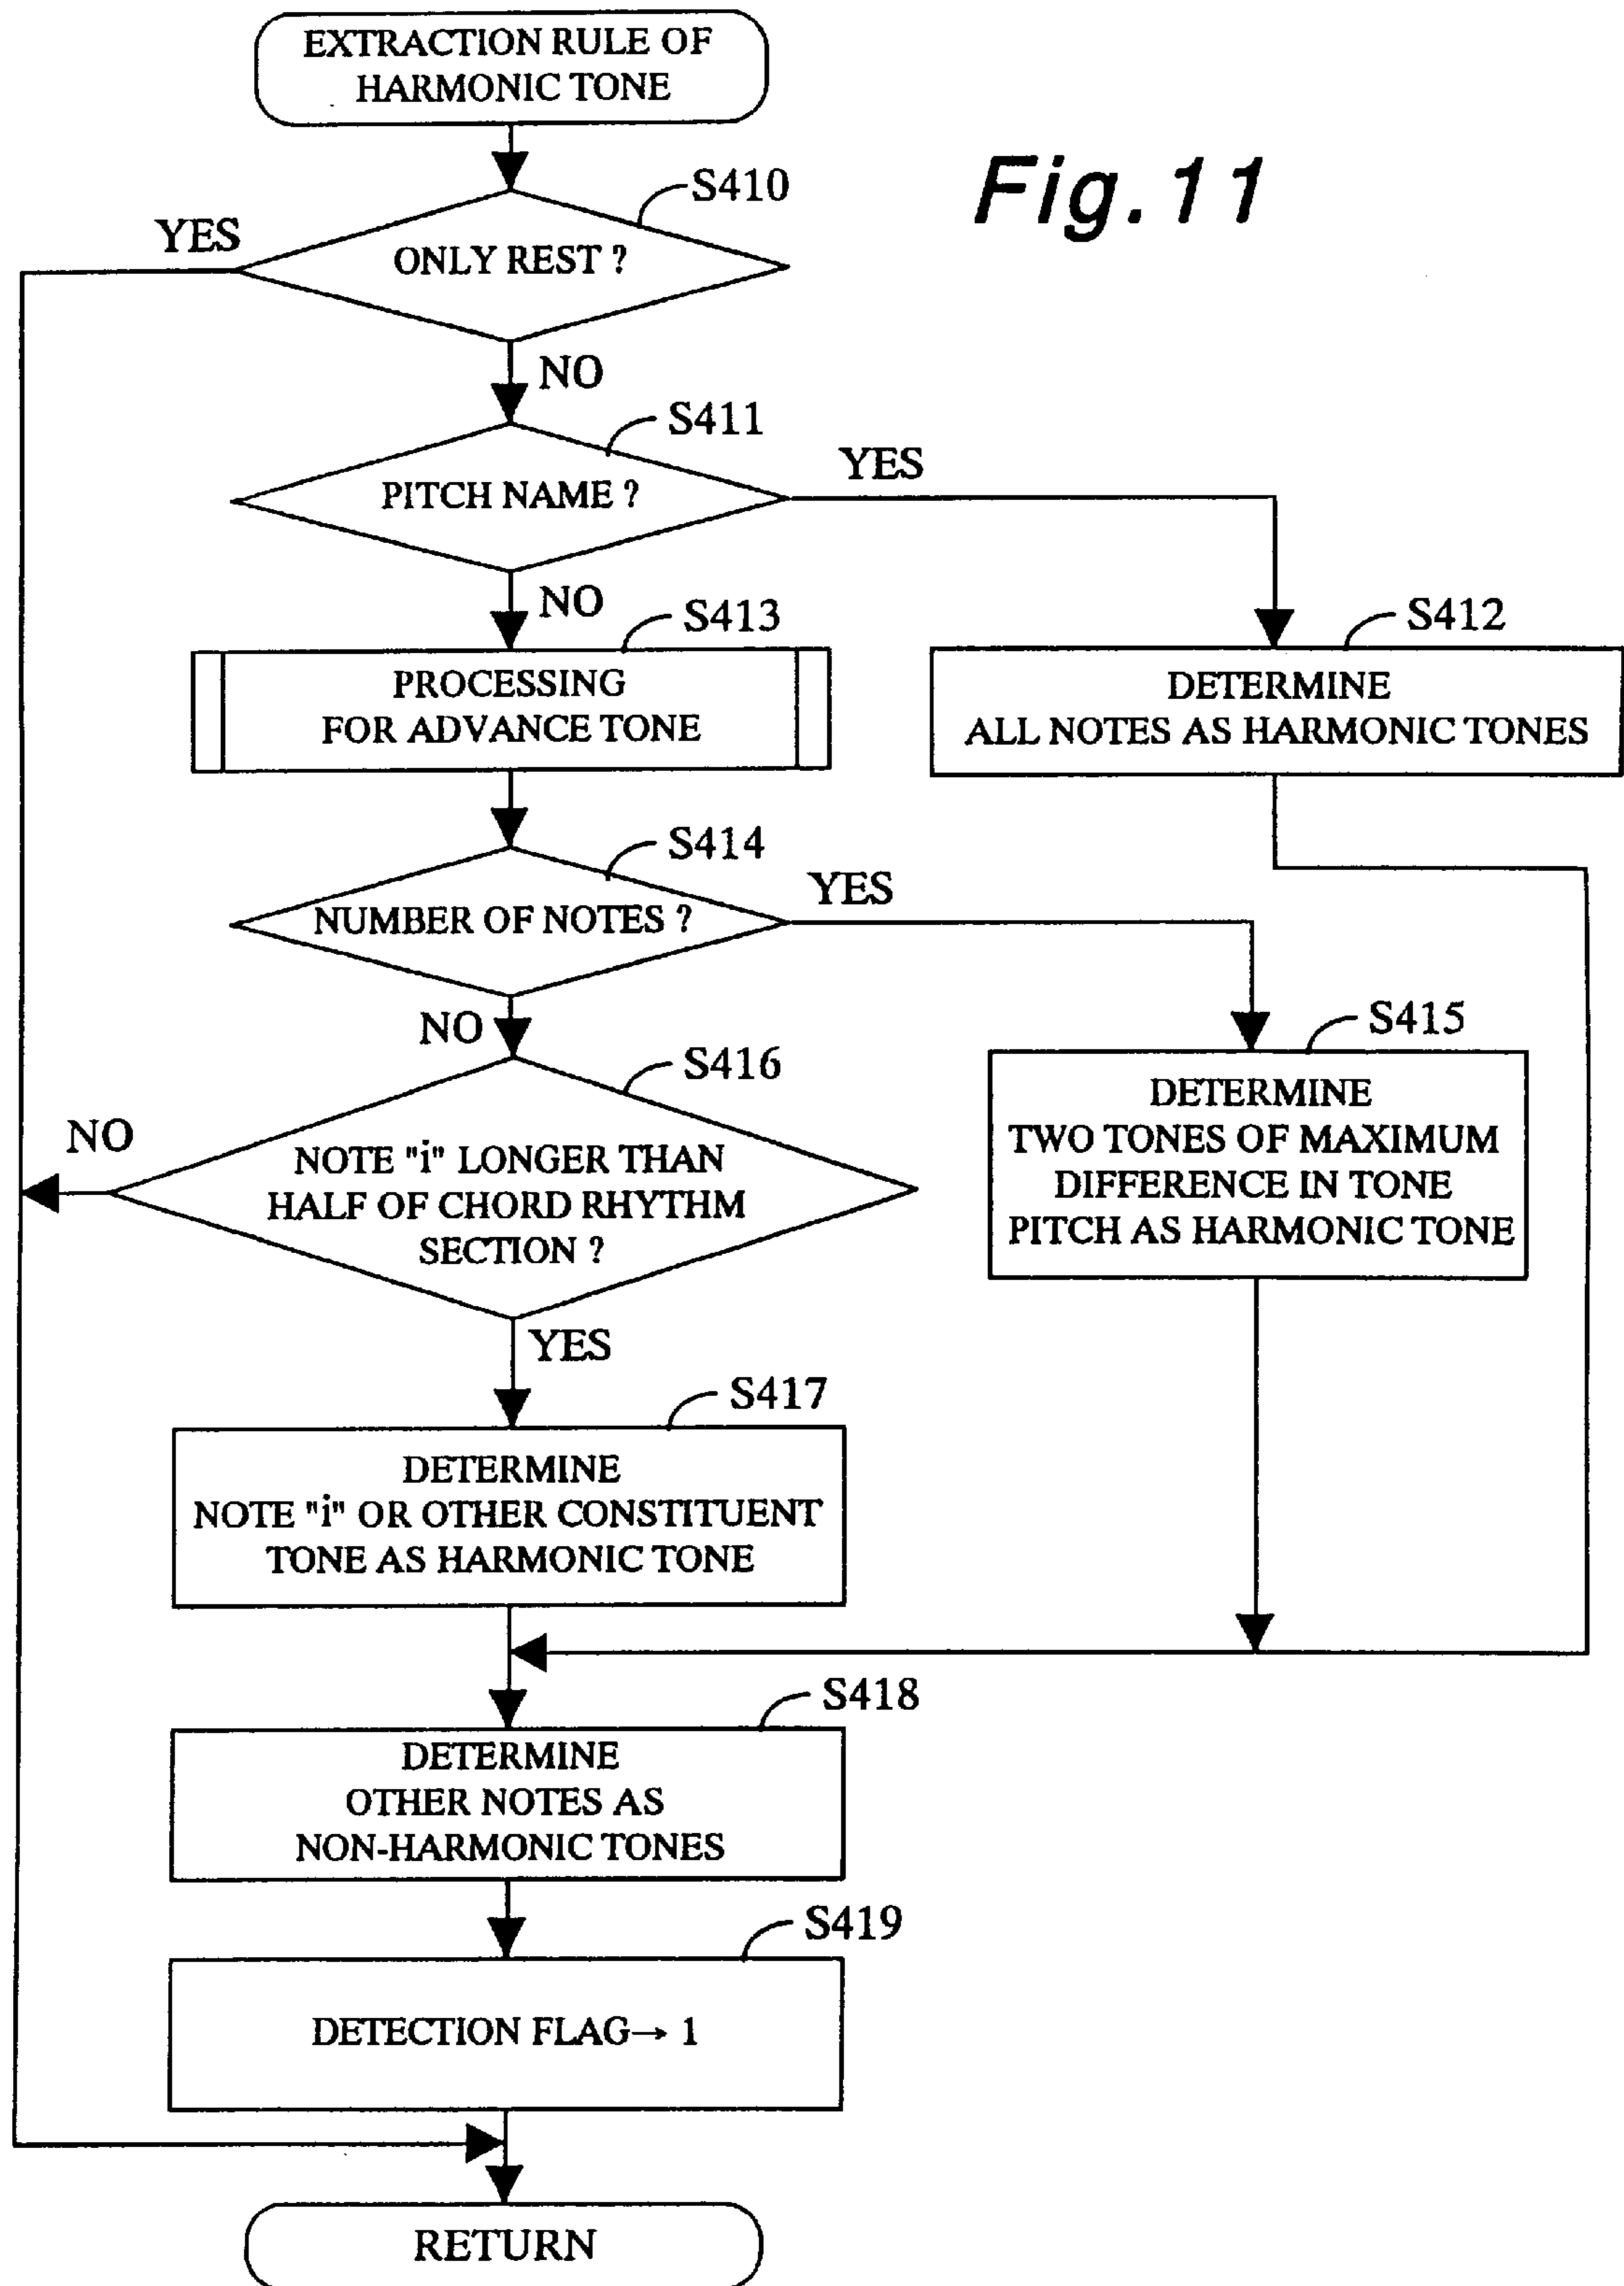 EXTRACTION RULE OF
HARMONIC TONE
Fig.11
S410
YES
ONLY REST ?
NO
S411
YES
PITCH NAME ?
NO
S413
S412
PROCESSING
FOR ADVANCE TONE
DETERMINE
ALL NOTES AS HARMONIC TONES
S414
YES
NUMBER OF NOTES ?
NO
S415
S416
DETERMINE
TWO TONES OF MAXIMUM
DIFFERENCE IN TONE
PITCH AS HARMONIC TONE
NO
NOTE "i" LONGER THAN
HALF OF CHORD RHYTHM
SECTION ?
YES
S417
DETERMINE
NOTE "i" OR OTHER CONSTITUENT
TONE AS HARMONIC TONE
S418
DETERMINE
OTHER NOTES AS
NON-HARMONIC TONES
S419
DETECTION FLAG→ 1
RETURN